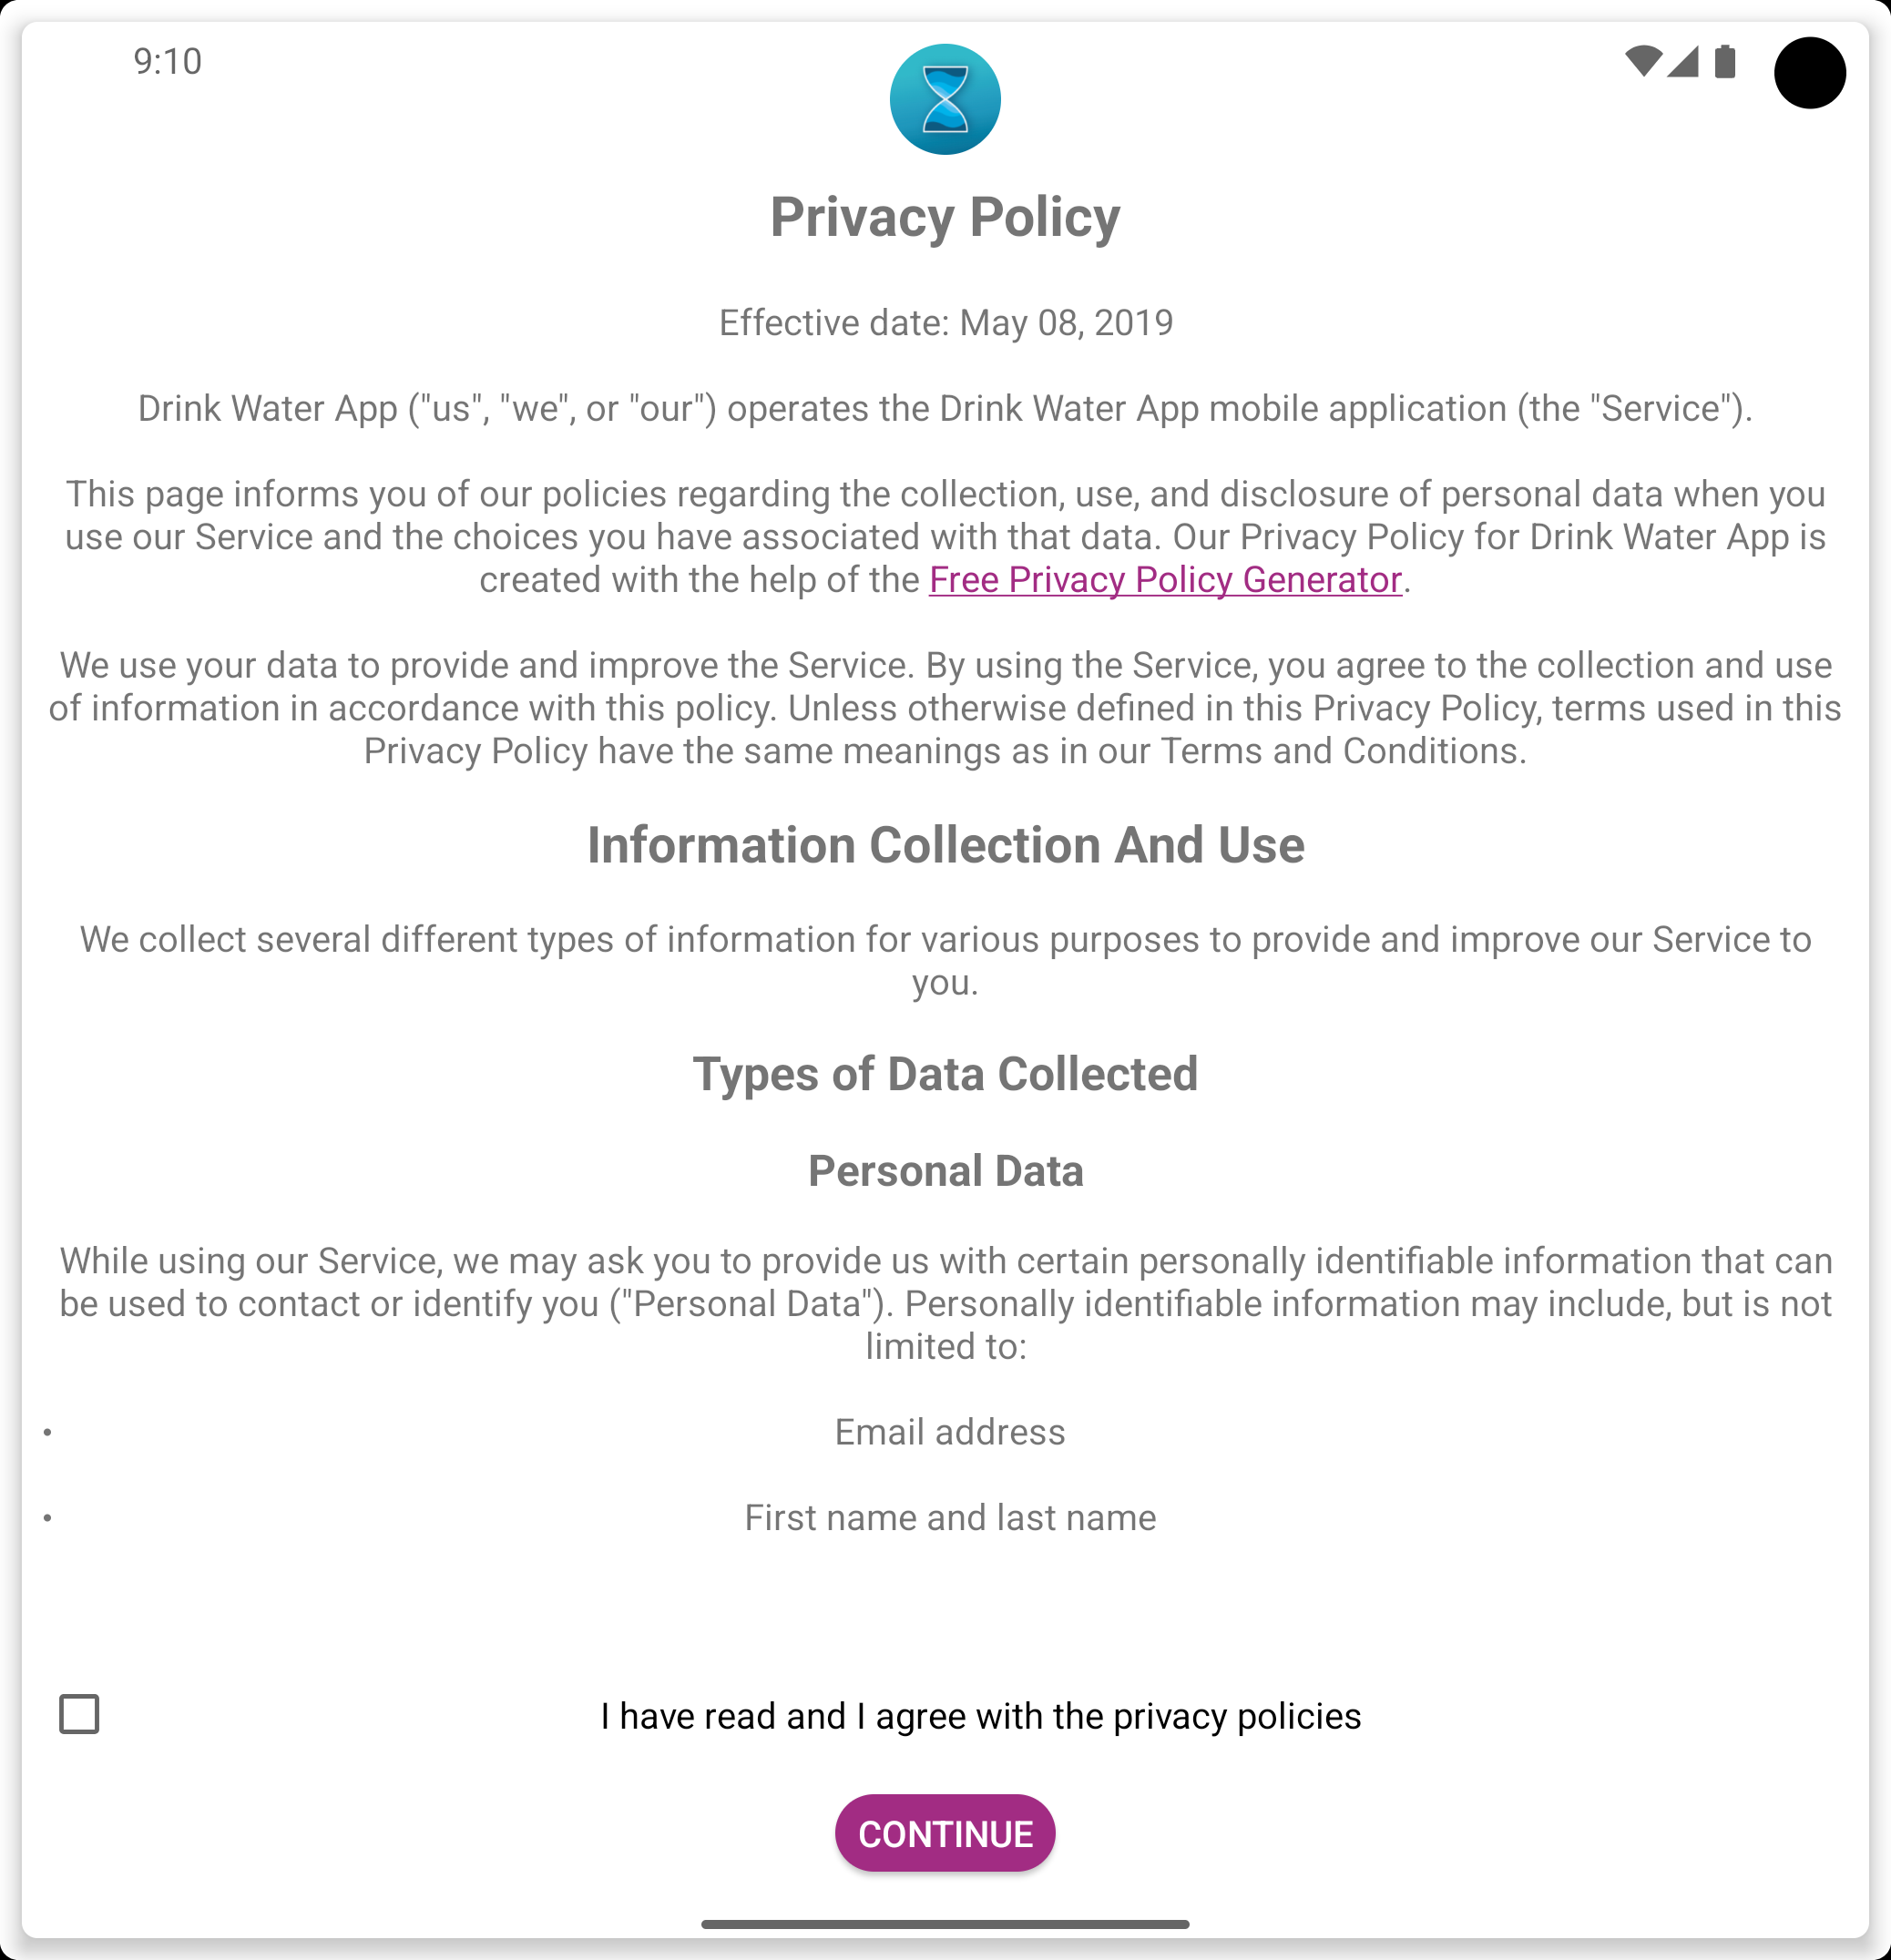 9:10
Privacy Policy
Effective date: May 08, 2019
Drink Water App ("us", "we", or "our") operates the Drink Water App mobile application (the "Service").
This page informs you of our policies regarding the collection, use, and disclosure of personal data when you
use our Service and the choices you have associated with that data. Our Privacy Policy for Drink Water App is
created with the help of the Free Privacy Policy Generator.
We use your data to provide and improve the Service. By using the Service, you agree to the collection and use
of information in accordance with this policy. Unless otherwise defined in this Privacy Policy, terms used in this
Privacy Policy have the same meanings as in our Terms and Conditions.
Information Collection And Use
We collect several different types of information for various purposes to provide and improve our Service to
you.
Types of Data Collected
Personal Data
While using our Service, we may ask you to provide us with certain personally identifiable information that can
be used to contact or identify you ("Personal Data"). Personally identifiable information may include, but is not
limited to:
• Email address
• First name and last name
I have read and I agree with the privacy policies
CONTINUE